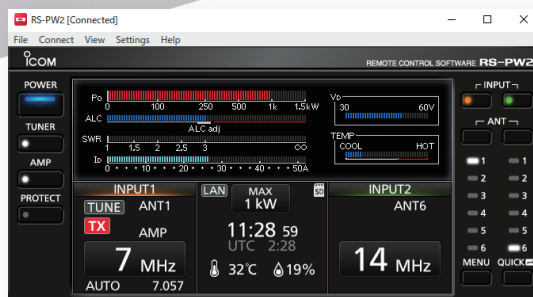 RS-PW2 [Connected]
File Connect View Settings Help
ICOM REMOTE CONTROL SOFTWARE RS-PW2
POWER
TUNER
AMP
PROTECT
Po 0 100 250 500 1k 1.5kW
ALC
ALC adj
SWR 1 1.5 2 2.5 3 ∞
ID 0 10 20 30 40 50A
VD 30 60V
TEMP COOL HOT
INPUT1
TUNE ANT1
TX AMP
7 MHz
AUTO 7.057
LAN MAX 1 kW SD
11:28 59
UTC 2:28
32℃ 19%
INPUT2
ANT6
14 MHz
INPUT
ANT
1 1
2 2
3 3
4 4
5 5
6 6
MENU QUICK